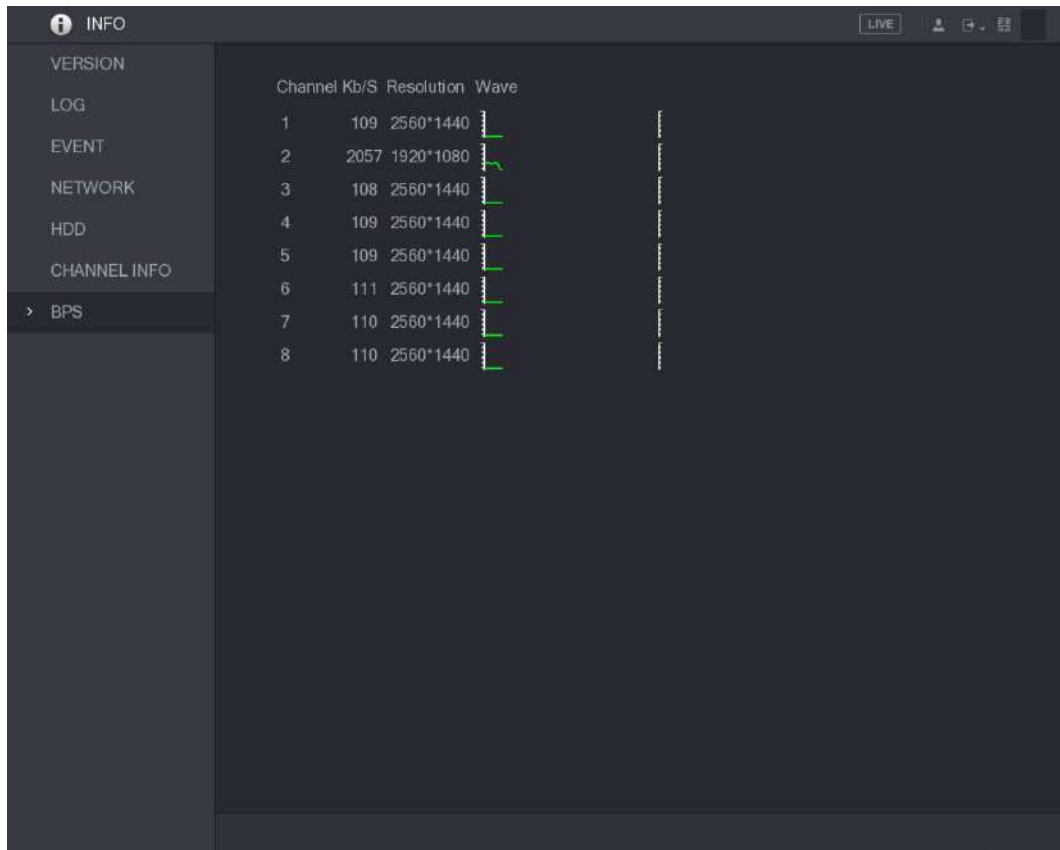 INFO
LIVE
VERSION
LOG
EVENT
NETWORK
HDD
CHANNEL INFO
BPS
Channel Kb/S Resolution Wave
1 109 2560*1440
2 2057 1920*1080
3 108 2560*1440
4 109 2560*1440
5 109 2560*1440
6 111 2560*1440
7 110 2560*1440
8 110 2560*1440